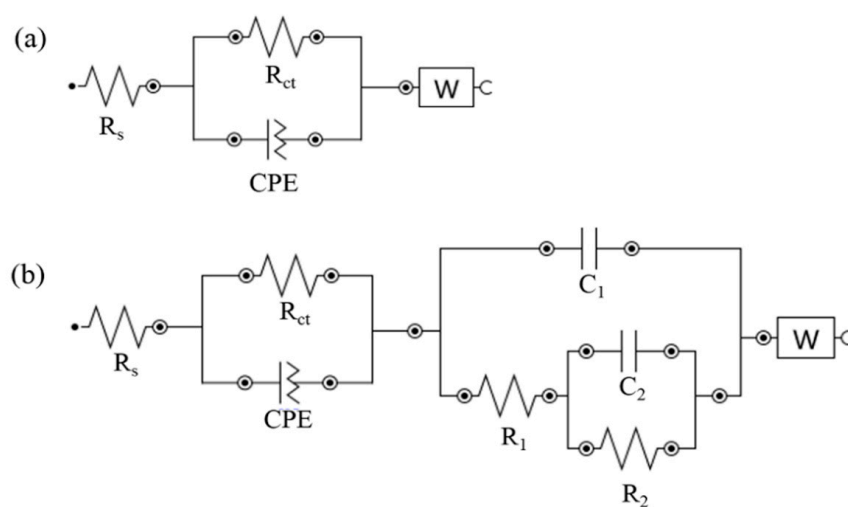 (a)
R_ct
R_s
W
CPE
(b)
C_1
R_ct
R_s
W
C_2
CPE
R_1
R_2